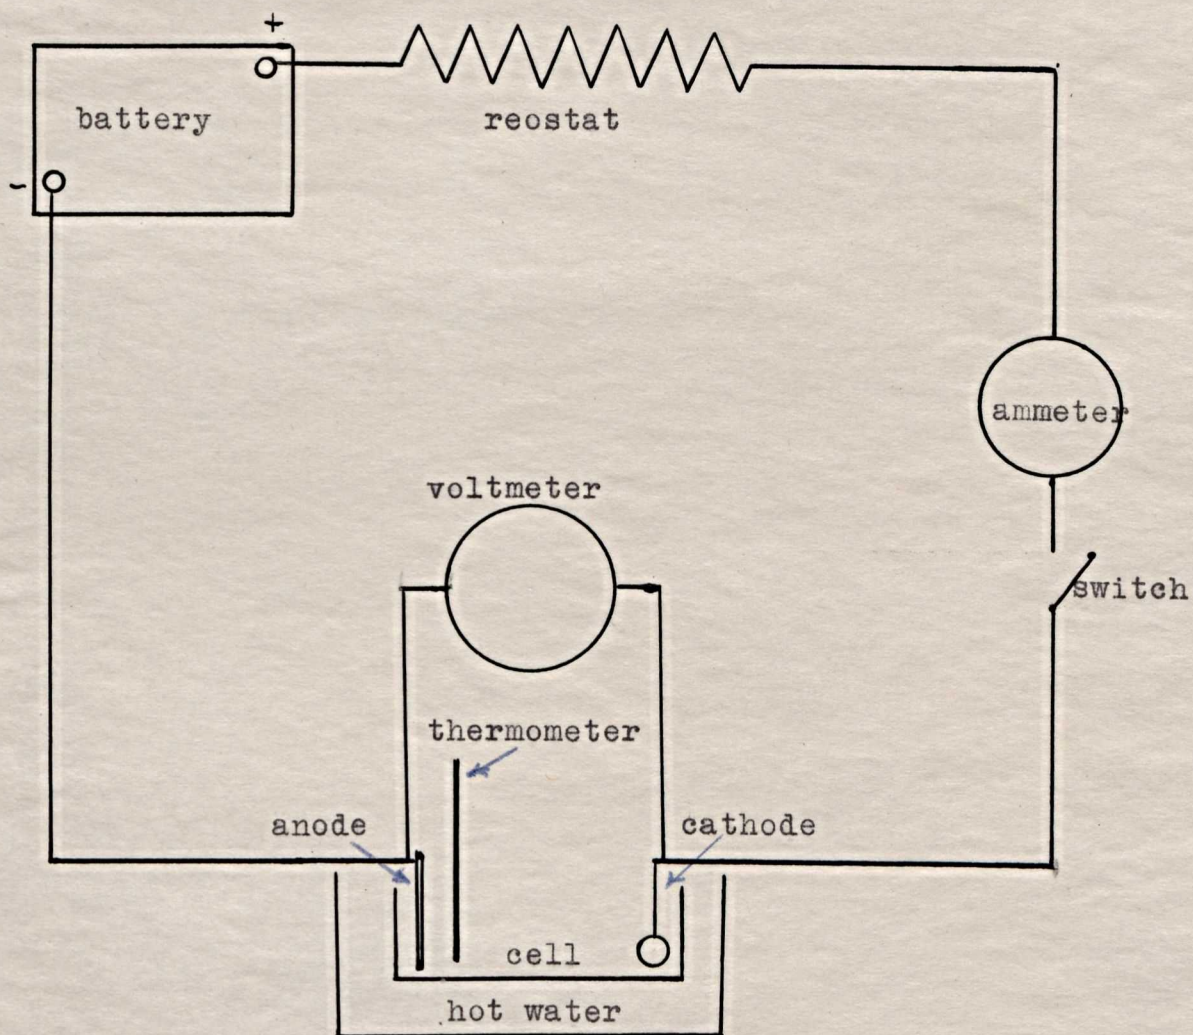 +
battery
reostat
-
ammeter
voltmeter
switch
thermometer
anode
cathode
cell
hot water